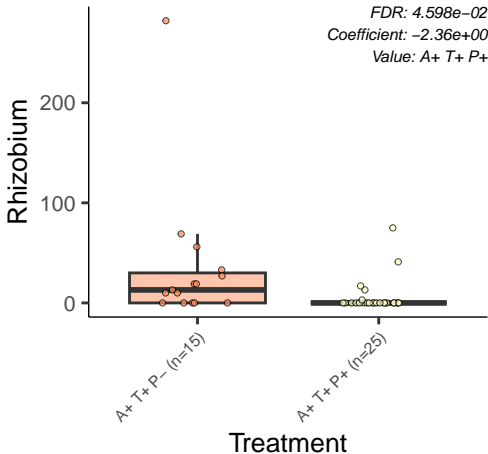 FDR: 4.598e−02
Coefficient: −2.36e+00
Value: A+ T+ P+
Rhizobium
200
100
0
A+ T+ P− (n=15)
A+ T+ P+ (n=25)
Treatment